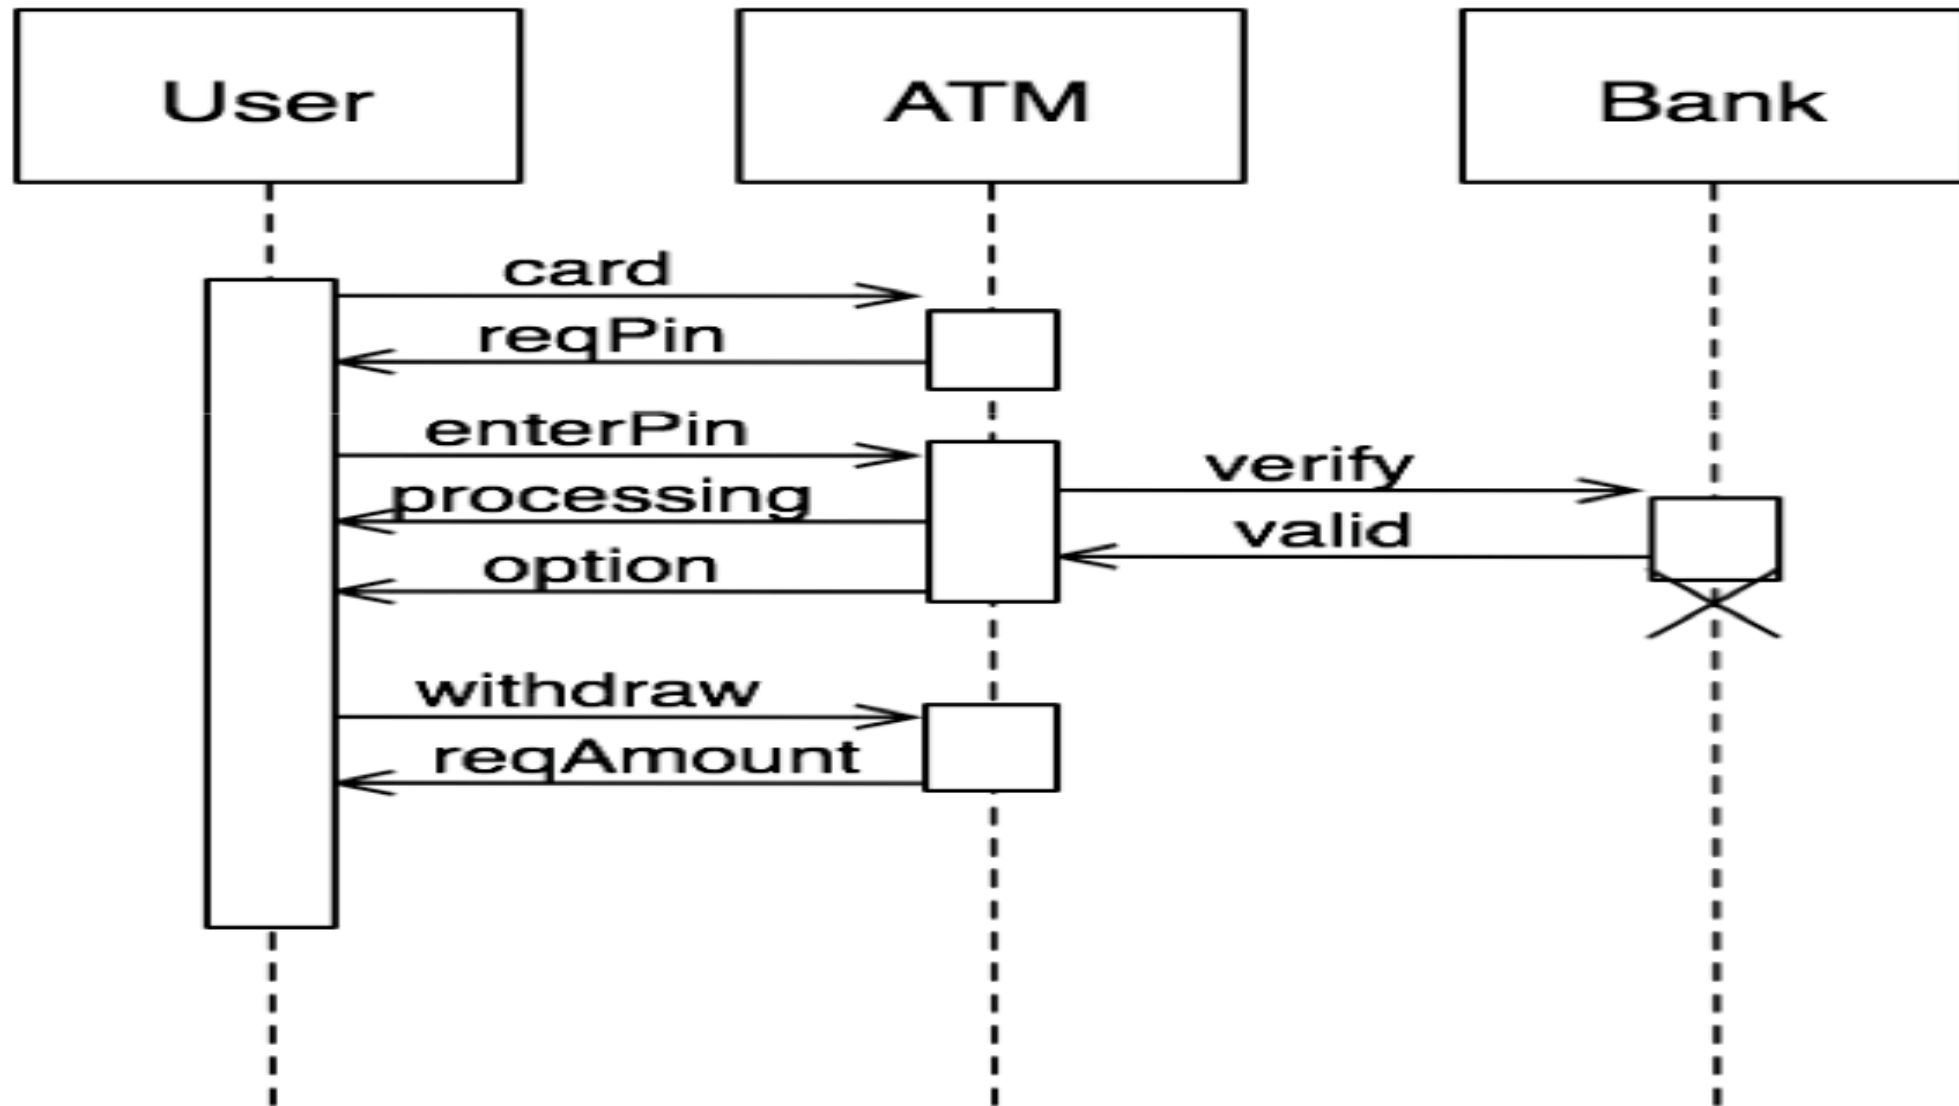 User
ATM
Bank
card
reqPin
enterPin
verify
processing
valid
option
withdraw
reqAmount